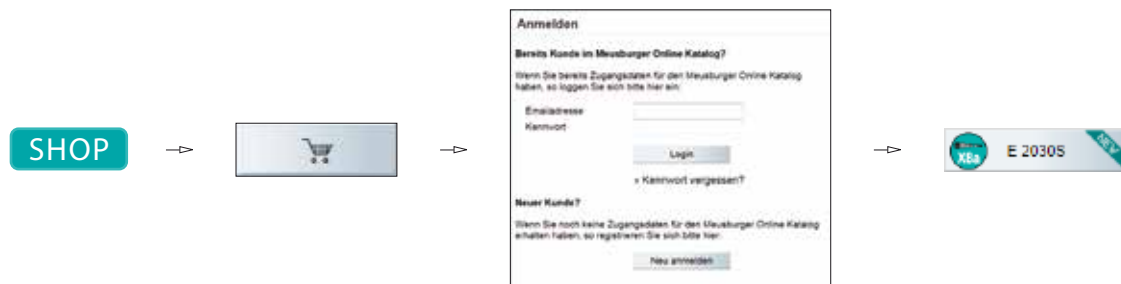 SHOP
Anmelden
Bereits Kunde im Meusburger Online Katalog?
Wenn Sie bereits Zugangsdaten für den Meusburger Online Katalog
haben, so loggen Sie sich bitte hier ein:
Emailadresse
Kennwort
Login
» Kennwort vergessen?
Neuer Kunde?
Wenn Sie noch keine Zugangsdaten für den Meusburger Online Katalog
erhalten haben, so registrieren Sie sich bitte hier:
Neu anmelden
X8a
E 2030S
NEW